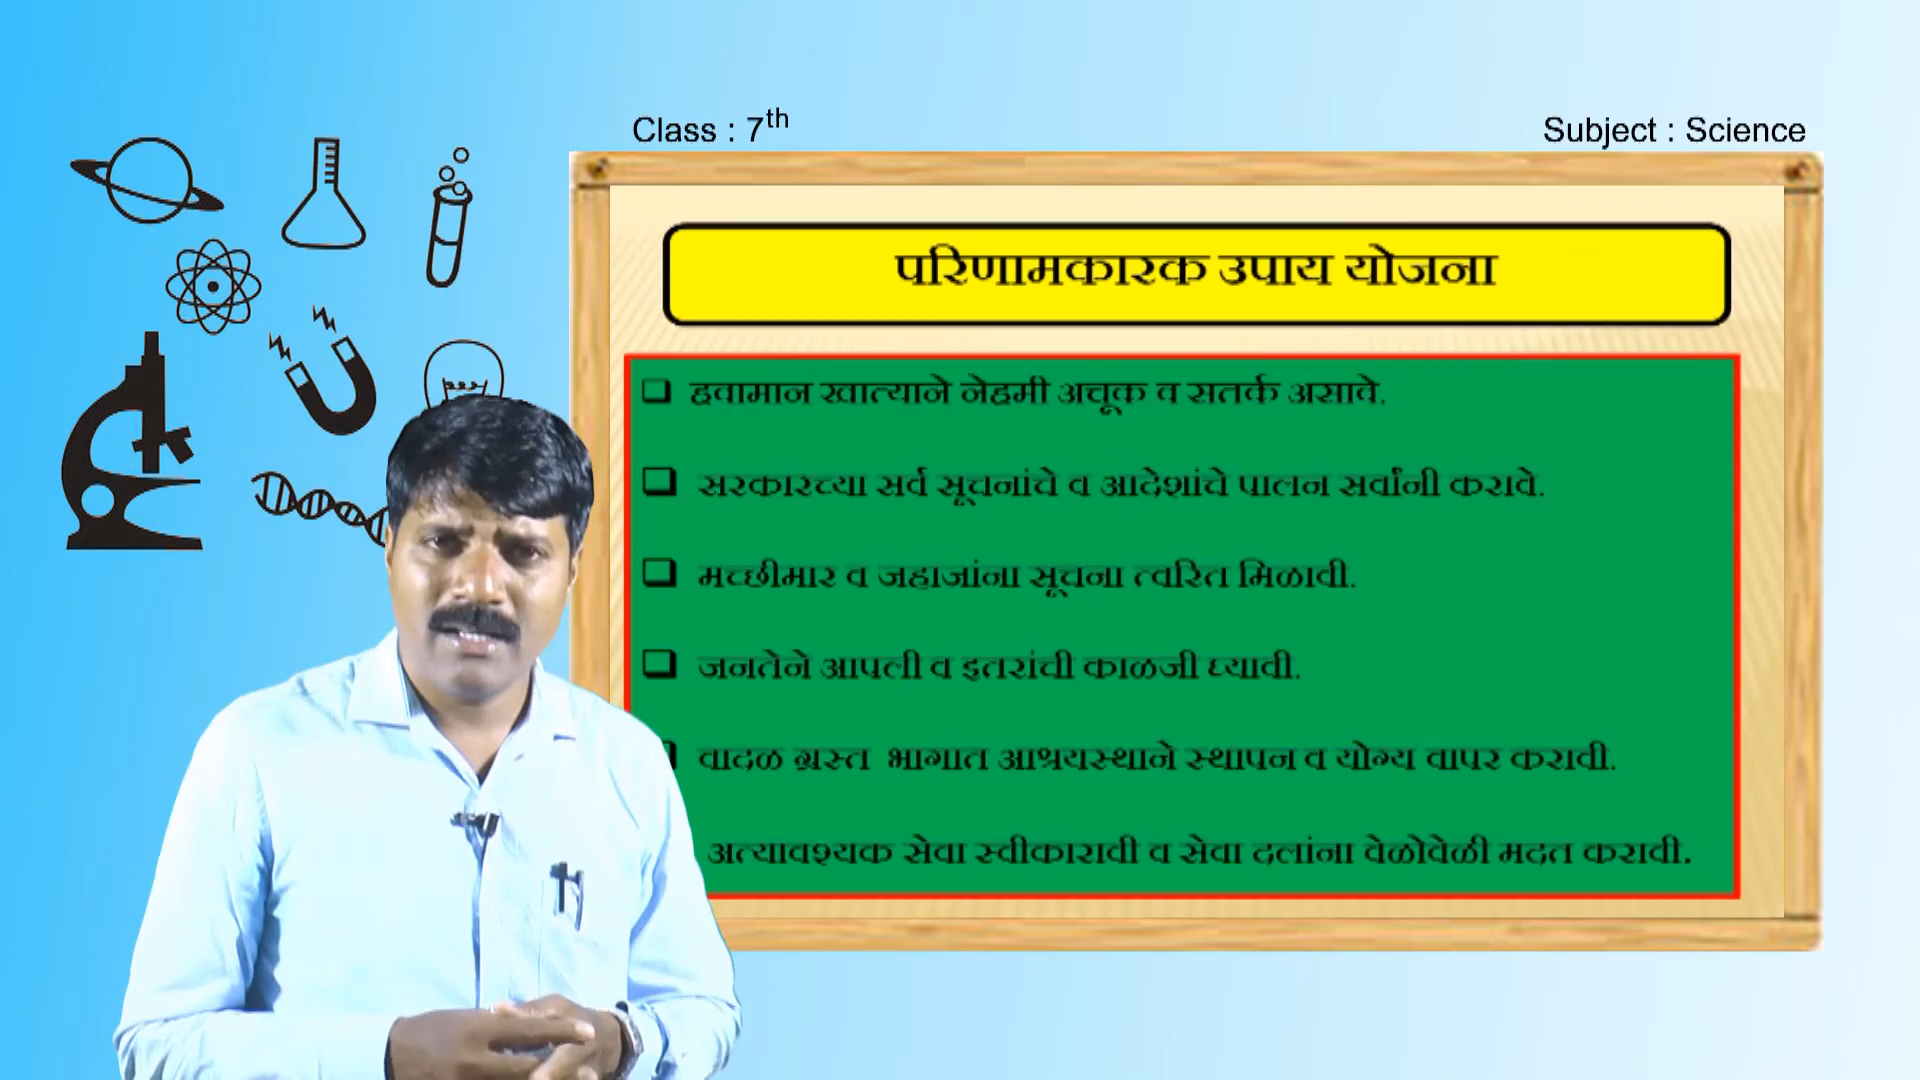 Class : 7th
Subject : Science
परिणामकारक उपाय योजना
हवामान खात्याने नेहमी अचूक व सतर्क असावे.
सरकारच्या सर्व सूचनांचे व आदेशांचे पालन सर्वांनी करावे.
मच्छीमार व जहाजांना सूचना त्वरित मिळावी.
जनतेने आपली व इतरांची काळजी घ्यावी.
वादळ ग्रस्त भागात आश्रयस्थाने स्थापन व योग्य वापर करावी.
अत्यावश्यक सेवा स्वीकारावी व सेवा दलांना वेळोवेळी मदत करावी.